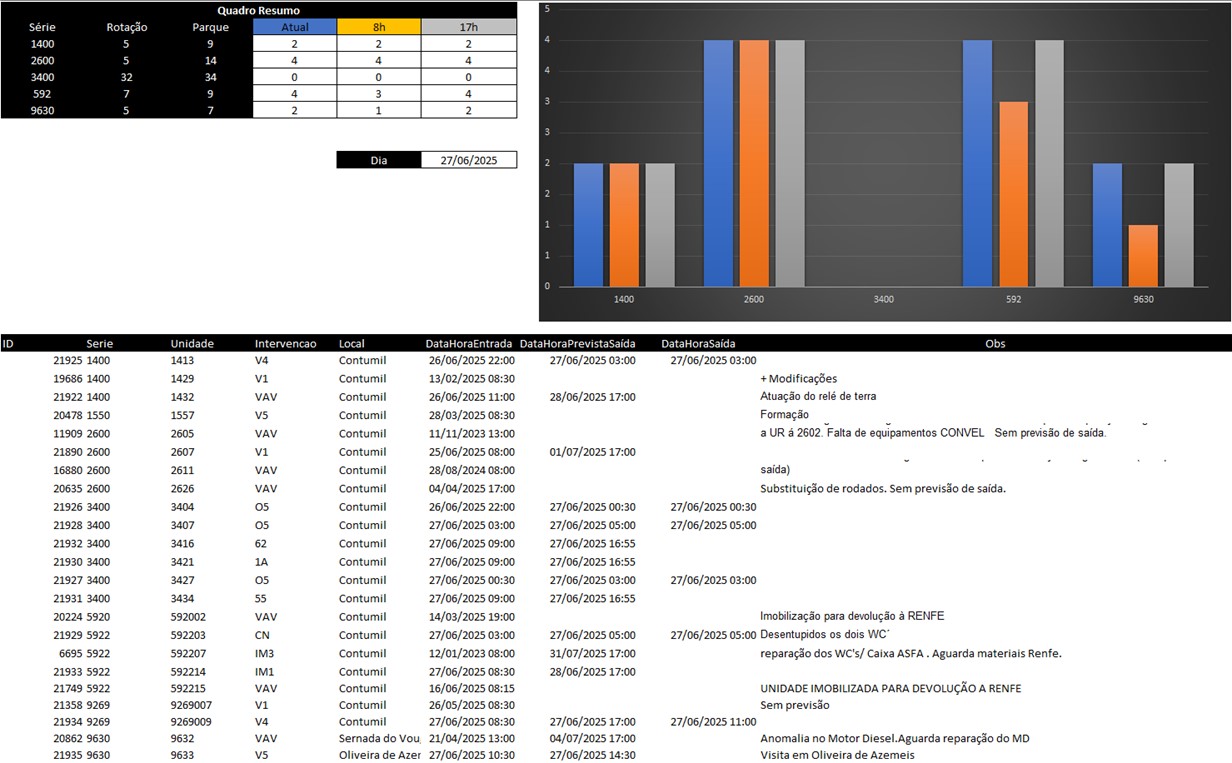 Quadro Resumo
Série Rotação Parque Atual 8h 17h
1400 5 9 2 2 2
2600 5 14 4 4 4
3400 32 34 0 0 0
592 7 9 4 3 4
9630 5 7 2 1 2
Dia 27/06/2025
5
4
4
3
3
2
2
1
1
0
1400 2600 3400 592 9630
ID Serie Unidade Intervencao Local DataHoraEntrada DataHoraPrevistaSaída DataHoraSaída Obs
21925 1400 1413 V4 Contumil 26/06/2025 22:00 27/06/2025 03:00 27/06/2025 03:00
19686 1400 1429 V1 Contumil 13/02/2025 08:30 + Modificações
21922 1400 1432 VAV Contumil 26/06/2025 11:00 28/06/2025 17:00 Atuação do relé de terra
20478 1550 1557 V5 Contumil 28/03/2025 08:30 Formação
11909 2600 2605 VAV Contumil 11/11/2023 13:00 a UR á 2602. Falta de equipamentos CONVEL Sem previsão de saída.
21890 2600 2607 V1 Contumil 25/06/2025 08:00 01/07/2025 17:00
16880 2600 2611 VAV Contumil 28/08/2024 08:00 saída)
20635 2600 2626 VAV Contumil 04/04/2025 17:00 Substituição de rodados. Sem previsão de saída.
21926 3400 3404 O5 Contumil 26/06/2025 22:00 27/06/2025 00:30 27/06/2025 00:30
21928 3400 3407 O5 Contumil 27/06/2025 03:00 27/06/2025 05:00 27/06/2025 05:00
21932 3400 3416 62 Contumil 27/06/2025 09:00 27/06/2025 16:55
21930 3400 3421 1A Contumil 27/06/2025 09:00 27/06/2025 16:55
21927 3400 3427 O5 Contumil 27/06/2025 00:30 27/06/2025 03:00 27/06/2025 03:00
21931 3400 3434 55 Contumil 27/06/2025 09:00 27/06/2025 16:55
20224 5920 592002 VAV Contumil 14/03/2025 19:00 Imobilização para devolução à RENFE
21929 5922 592203 CN Contumil 27/06/2025 03:00 27/06/2025 05:00 27/06/2025 05:00 Desentupidos os dois WC´
6695 5922 592207 IM3 Contumil 12/01/2023 08:00 31/07/2025 17:00 reparação dos WC's/ Caixa ASFA . Aguarda materiais Renfe.
21933 5922 592214 IM1 Contumil 27/06/2025 08:30 28/06/2025 17:00
21749 5922 592215 VAV Contumil 16/06/2025 08:15 UNIDADE IMOBILIZADA PARA DEVOLUÇÃO A RENFE
21358 9269 9269007 V1 Contumil 26/05/2025 08:30 Sem previsão
21934 9269 9269009 V4 Contumil 27/06/2025 08:30 27/06/2025 17:00 27/06/2025 11:00
20862 9630 9632 VAV Sernada do Vou 21/04/2025 13:00 04/07/2025 17:00 Anomalia no Motor Diesel.Aguarda reparação do MD
21935 9630 9633 V5 Oliveira de Azer 27/06/2025 10:30 27/06/2025 14:30 Visita em Oliveira de Azemeis